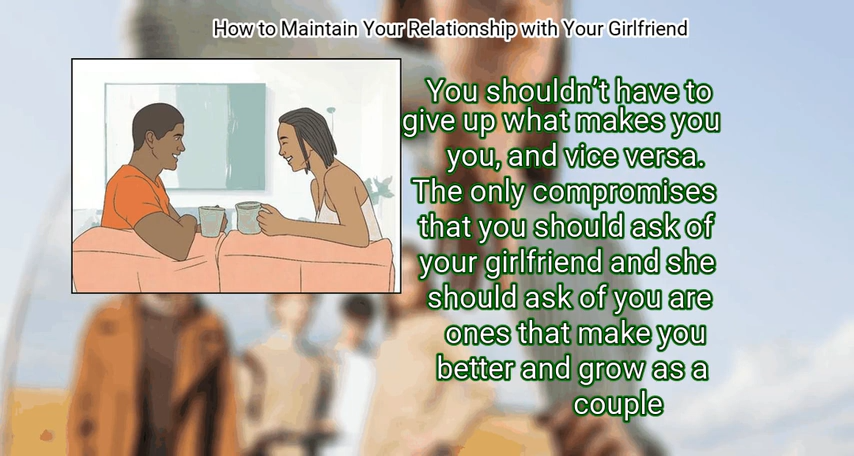 How to Maintain Your Relationship with Your Girlfriend
You shouldn’t have to
give up what makes you
you, and vice versa.
The only compromises
that you should ask of
your girlfriend and she
should ask of you are
ones that make you
better and grow as a
couple